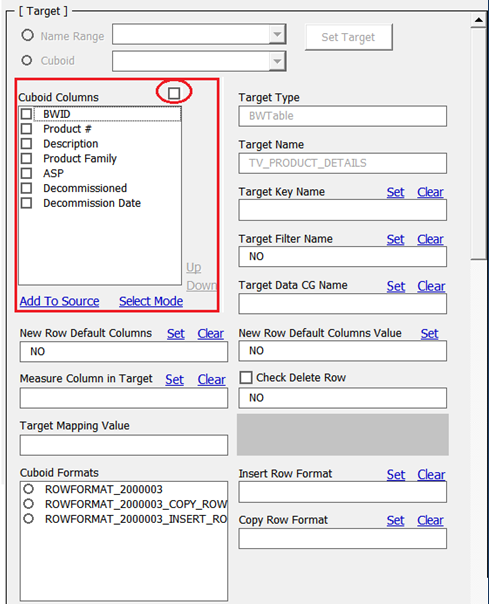 [ Target ]
Name Range
Set Target
Cuboid
Cuboid Columns
BWID
Product #
Description
Product Family
ASP
Decommissioned
Decommission Date
Up
Down
Add To Source Select Mode
Target Type
BWTable
Target Name
TV_PRODUCT_DETAILS
Target Key Name Set Clear
Target Filter Name Set Clear
NO
Target Data CG Name Set Clear
New Row Default Columns Set Clear
NO
New Row Default Columns Value Set
NO
Measure Column in Target Set Clear
Check Delete Row
NO
Target Mapping Value
Cuboid Formats
ROWFORMAT_2000003
ROWFORMAT_2000003_COPY_ROW
ROWFORMAT_2000003_INSERT_RO
Insert Row Format Set Clear
Copy Row Format Set Clear